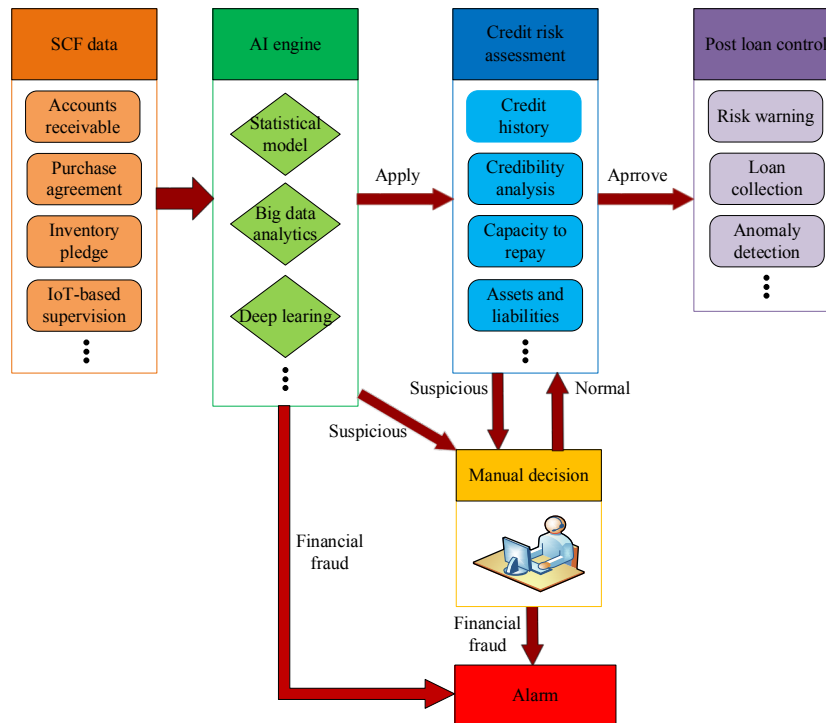 SCF data
Accounts
receivable
Purchase
agreement
Inventory
pledge
IoT-based
supervision
AI engine
Statistical
model
Big data
analytics
Deep learing
Apply
Credit risk
assessment
Credit
history
Credibility
analysis
Capacity to
repay
Assets and
liabilities
Aprrove
Post loan control
Risk warning
Loan
collection
Anomaly
detection
Suspicious
Suspicious
Normal
Manual decision
Financial
fraud
Financial
fraud
Alarm